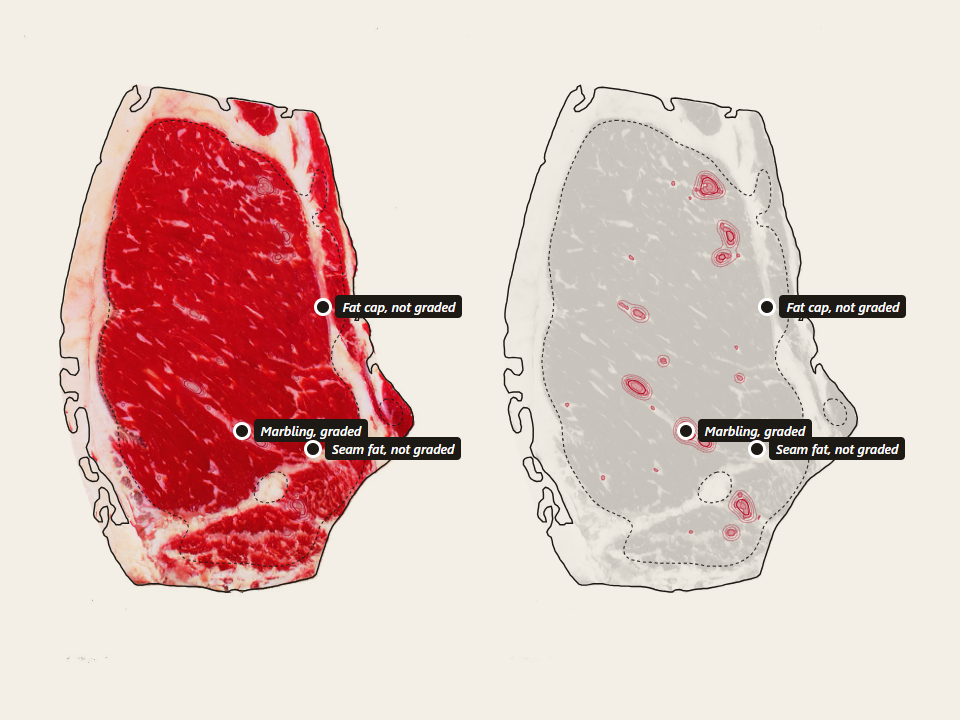 Fat cap, not graded
Marbling, graded
Seam fat, not graded
Fat cap, not graded
Marbling, graded
Seam fat, not graded